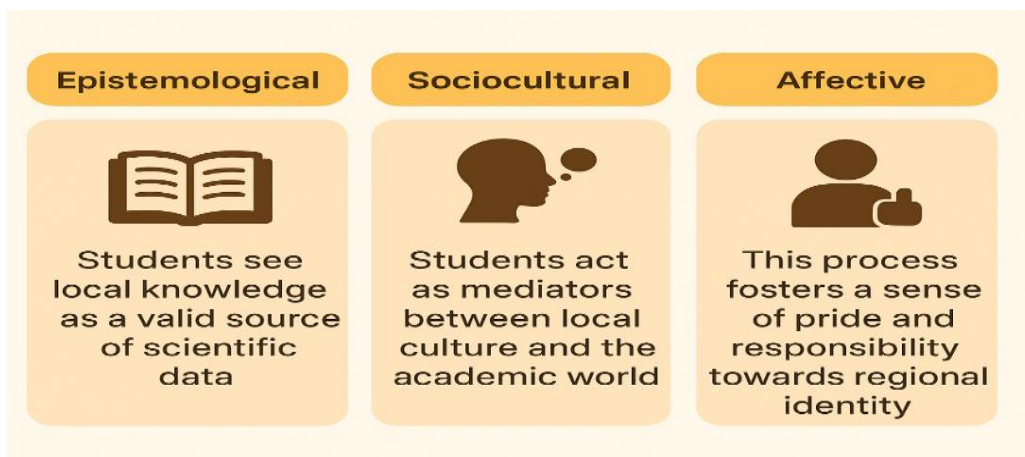 Epistemological
Students see
local knowledge
as a valid source
of scientific
data
Sociocultural
Students act
as mediators
between local
culture and the
academic world
Affective
This process
fosters a sense
of pride and
responsibility
towards regional
identity